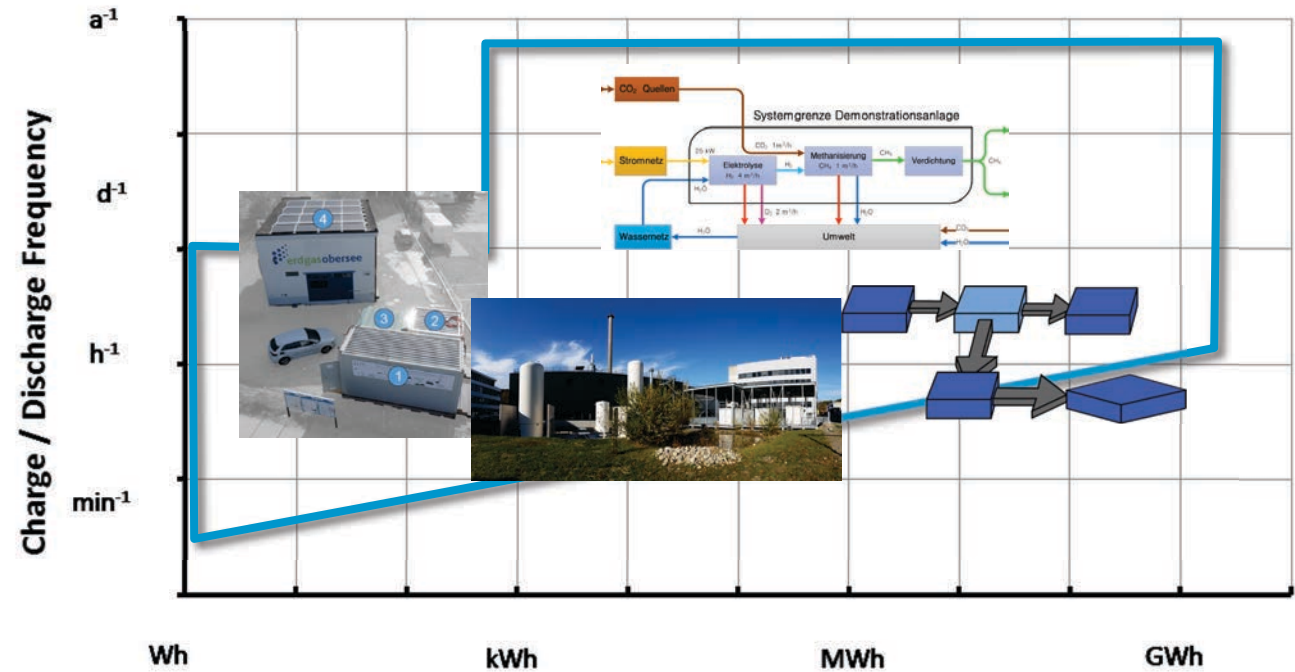 Charge / Discharge Frequency
a⁻¹
d⁻¹
h⁻¹
min⁻¹
Wh
kWh
MWh
GWh
CO₂ Quellen
Systemgrenze Demonstrationsanlage
CO₂ 1m³/h
Stromnetz
25 kW
Elektrolyse
H₂ 4 m³/h
H₂
Methanisierung
CH₄ 1 m³/h
CH₄
Verdichtung
CH₄
H₂O
O₂ 2 m³/h
H₂O
Wassernetz
H₂O
Umwelt
CO₂
H₂O
4
erdgasobersee
3
2
1